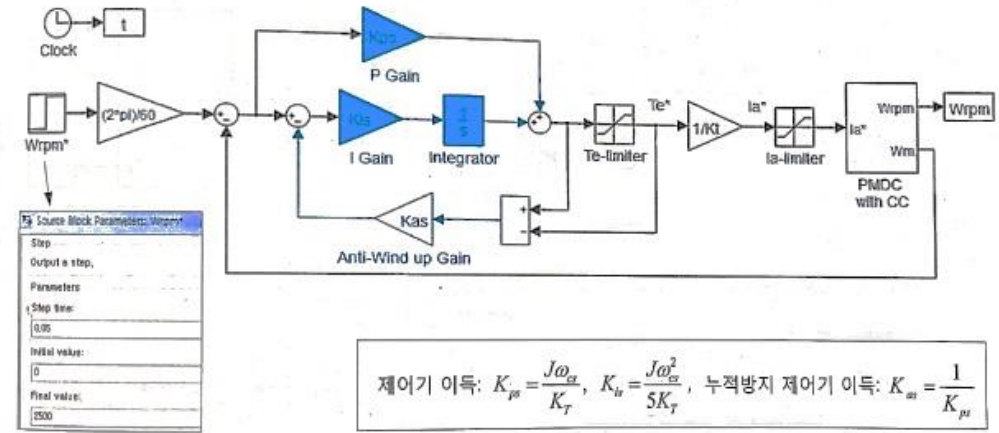 t
Clock
Kps
P Gain
Wrpm*
(2*pi)/60
Kis
I Gain
1
s
Integrator
Te-limiter
Te*
1/Kt
Ia*
Ia-limiter
Ia*
Wrpm
Wm
PMDC
with CC
Wrpm
Kas
Anti-Wind up Gain
Source Block Parameters: Wrpm*
Step
Output a step.
Parameters
Step time:
0.05
Initial value:
0
Final value:
2500
제어기 이득: K_ps = Jω_cs / K_T, K_is = Jω_cs^2 / 5K_T, 누적방지 제어기 이득: K_as = 1 / K_ps